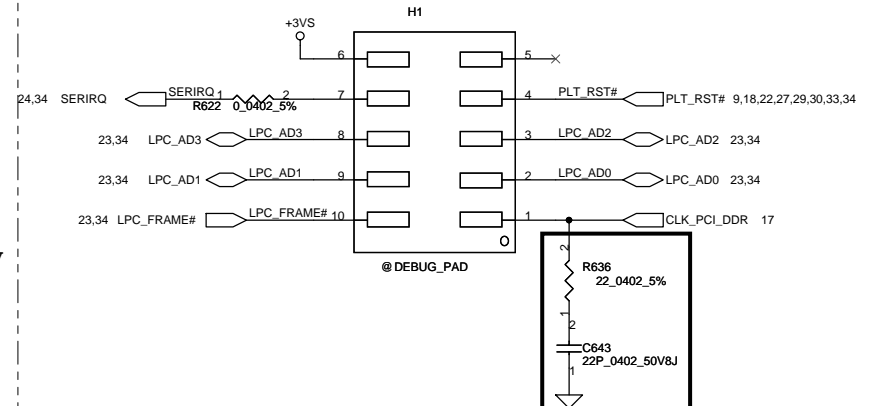 H1
+3VS
6
5
24,34 SERIRQ SERIRQ 1 2 7
R622 0_0402_5%
4 PLT_RST# PLT_RST# 9,18,22,27,29,30,33,34
23,34 LPC_AD3 LPC_AD3 8
3 LPC_AD2 LPC_AD2 23,34
23,34 LPC_AD1 LPC_AD1 9
2 LPC_AD0 LPC_AD0 23,34
23,34 LPC_FRAME# LPC_FRAME# 10
1 CLK_PCI_DDR 17
@ DEBUG_PAD
2
R636
22_0402_5%
1
2
C643
22P_0402_50V8J
1